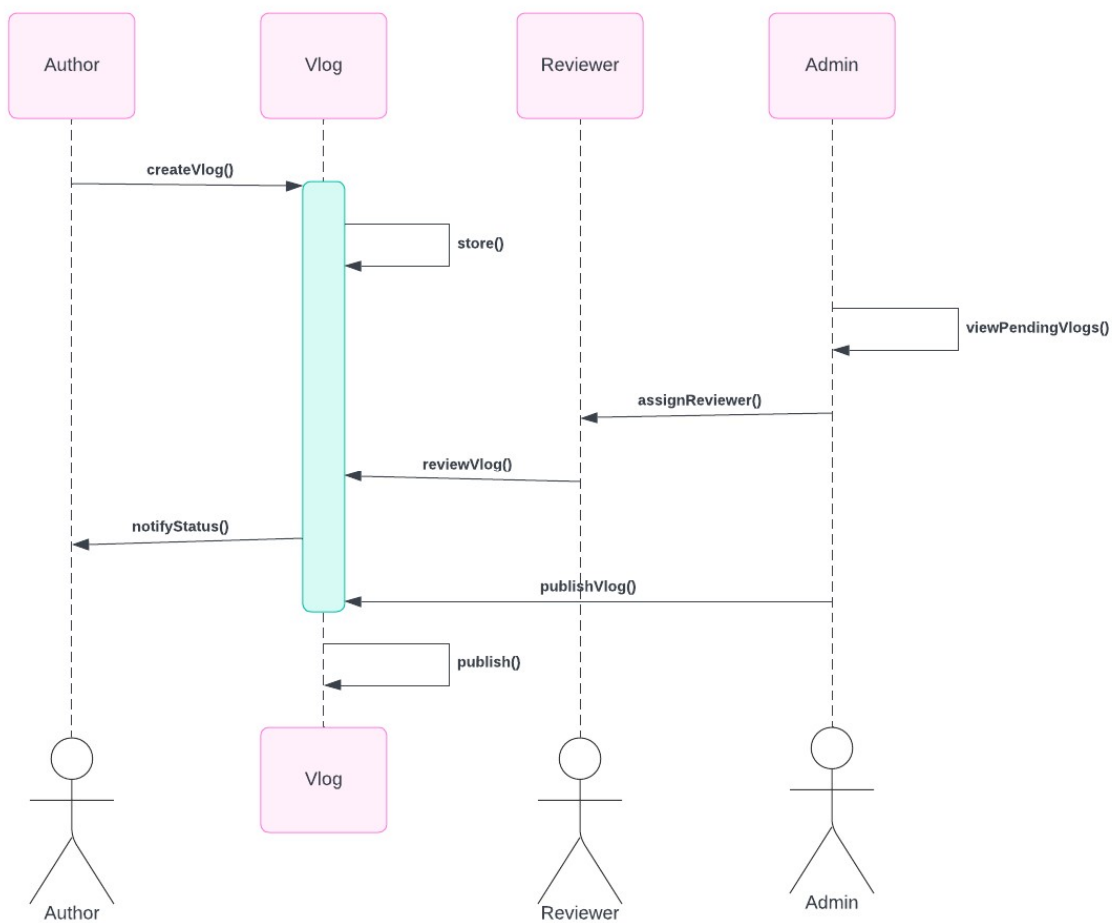 Author
Vlog
Reviewer
Admin
createVlog()
store()
viewPendingVlogs()
assignReviewer()
reviewVlog()
notifyStatus()
publishVlog()
publish()
Vlog
Author
Reviewer
Admin